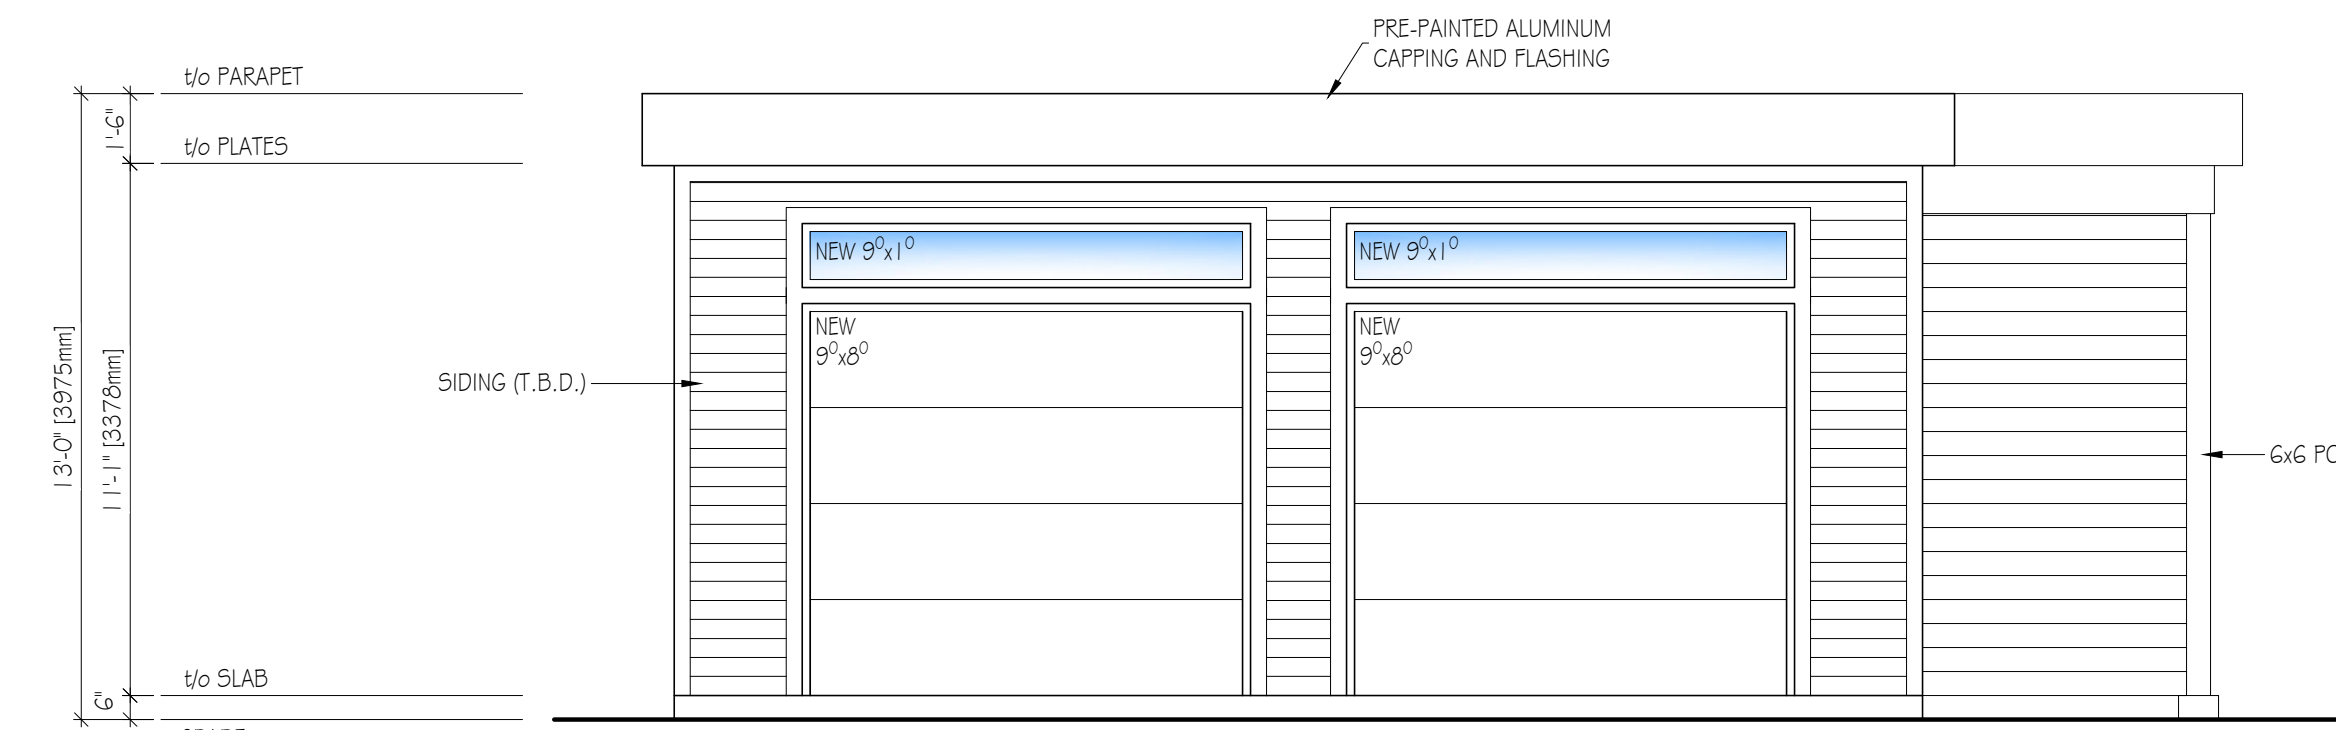 PRE-PAINTED ALUMINUM
CAPPING AND FLASHING
t/o PARAPET
1'-6"
t/o PLATES
NEW 9⁰x1⁰
NEW 9⁰x1⁰
NEW
9⁰x8⁰
NEW
9⁰x8⁰
SIDING (T.B.D.)
13'-0" [3975mm]
11'-1" [3378mm]
6x6
t/o SLAB
6"